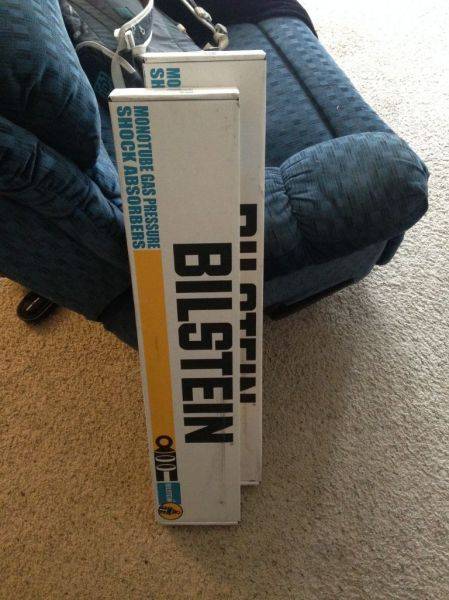 MONOTUBE GAS PRESSURE
SHOCK ABSORBERS
BILSTEIN
BILSTEIN
MO
SH